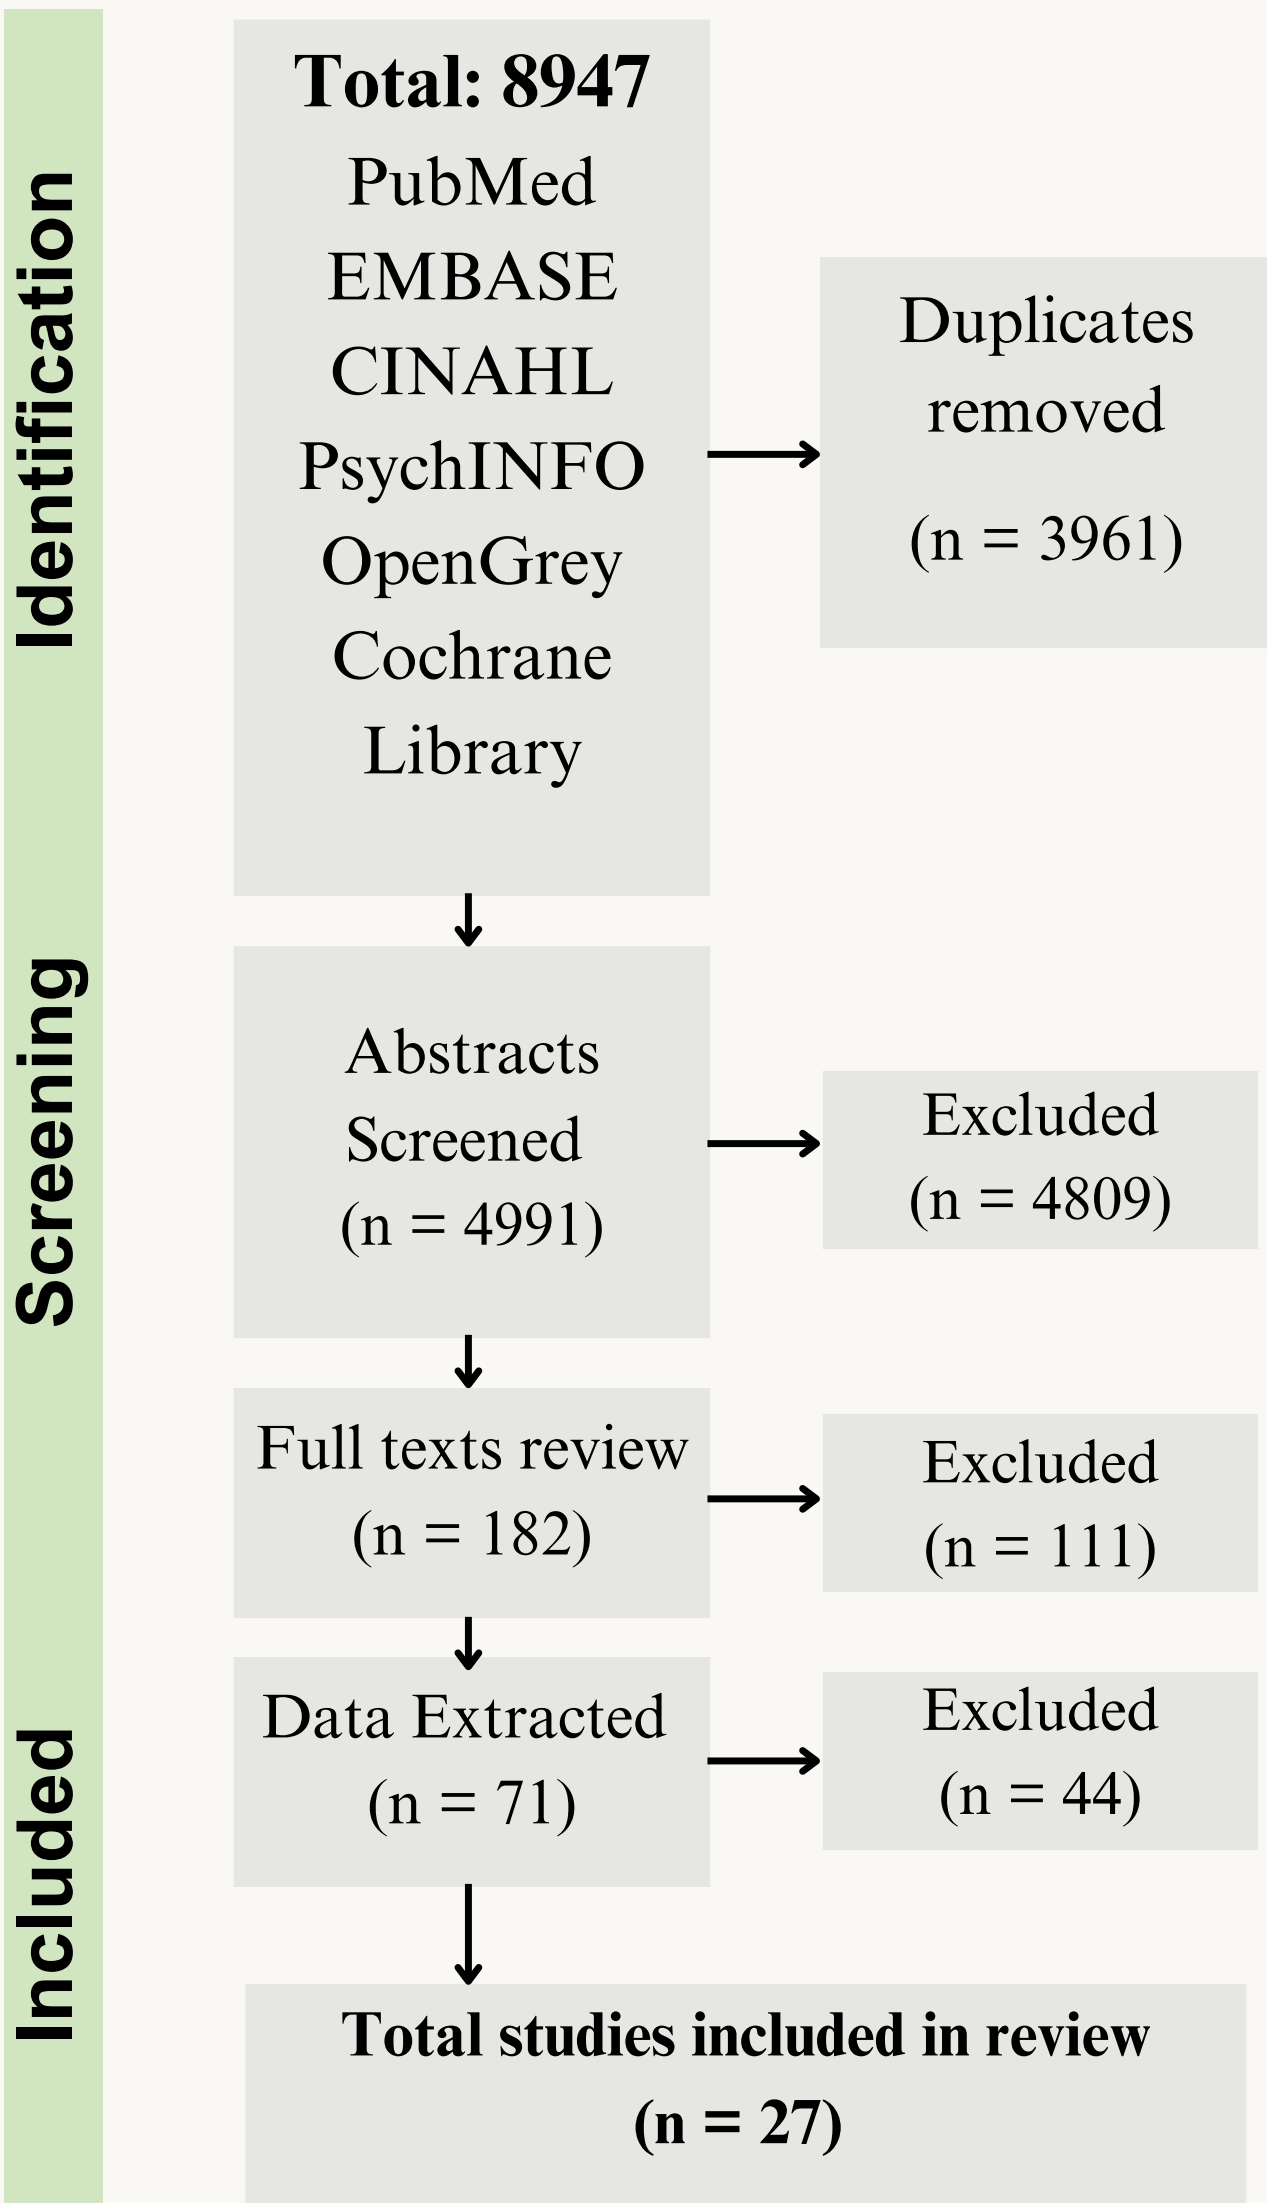 Identification
Total: 8947
PubMed
EMBASE
CINAHL
PsychINFO
OpenGrey
Cochrane
Library
Duplicates
removed
(n = 3961)
Screening
Abstracts
Screened
(n = 4991)
Excluded
(n = 4809)
Full texts review
(n = 182)
Excluded
(n = 111)
Included
Data Extracted
(n = 71)
Excluded
(n = 44)
Total studies included in review
(n = 27)